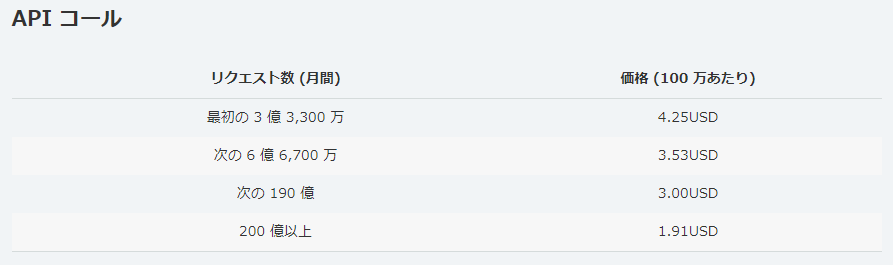 API コール
リクエスト数 (月間) 価格 (100 万あたり)
最初の 3 億 3,300 万 4.25USD
次の 6 億 6,700 万 3.53USD
次の 190 億 3.00USD
200 億以上 1.91USD